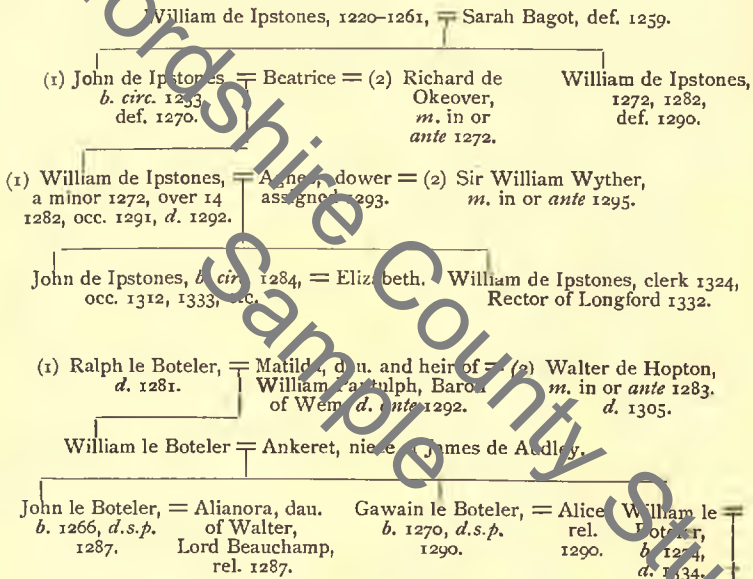 William de Ipstones, 1220–1261, = Sarah Bagot, def. 1259.
(1) John de Ipstones, = Beatrice = (2) Richard de Okeover, m. in or ante 1272.
b. circ. 1253, def. 1270.
William de Ipstones, 1272, 1282, def. 1290.
(1) William de Ipstones, a minor 1272, over 14 1282, occ. 1291, d. 1292.
= Agnes, dower assigned 1293. = (2) Sir William Wyther, m. in or ante 1295.
John de Ipstones, b. circ. 1284, = Elizabeth.
occ. 1312, 1333,
William de Ipstones, clerk 1324, Rector of Longford 1332.
(1) Ralph le Boteler, d. 1281.
= Matilda, dau. and heir of William Pantulph, Baron of Wem, d. ante 1292.
= (2) Walter de Hopton, m. in or ante 1283. d. 1305.
William le Boteler = Ankeret, niece James de Audley.
John le Boteler, b. 1266, d.s.p. 1287.
= Alianora, dau. of Walter, Lord Beauchamp, rel. 1287.
Gawain le Boteler, b. 1270, d.s.p. 1290.
= Alice, rel. 1290.
William le Boteler, =
b.
d. 1334.
Sample
County